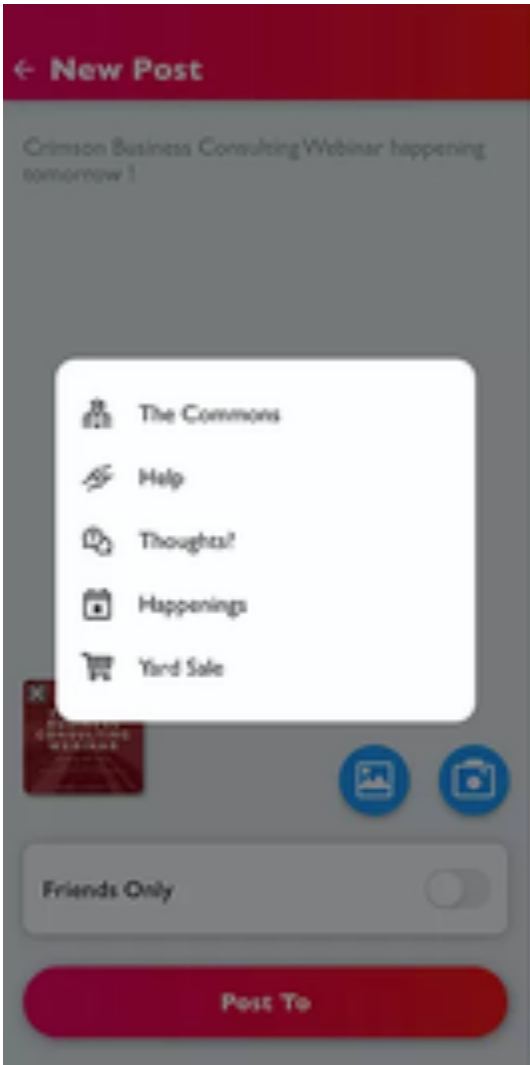 New Post
Crimson Business Consulting Webinar happening
tomorrow !
The Commons
Help
Thoughts?
Happenings
Yard Sale
BUSINESS
CONSULTING
WEBINAR
Friends Only
Post To